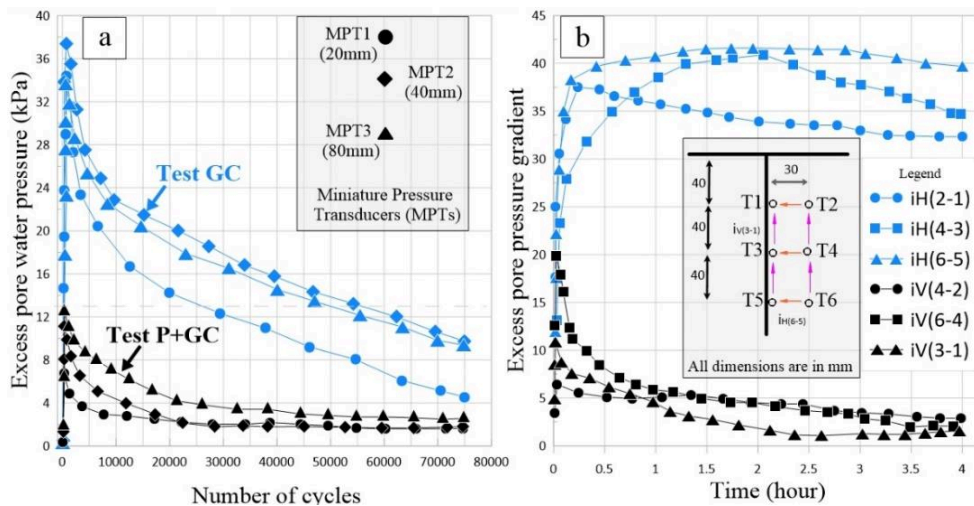 a
Excess pore water pressure (kPa)
40
36
32
28
24
20
16
12
8
4
0
0
10000
20000
30000
40000
50000
60000
70000
80000
Number of cycles
MPT1
(20mm)
MPT2
(40mm)
MPT3
(80mm)
Miniature Pressure
Transducers (MPTs)
Test GC
Test P+GC
b
Excess pore pressure gradient
45
40
35
30
25
20
15
10
5
0
0
0.5
1
1.5
2
2.5
3
3.5
4
Time (hour)
30
40
T1
T2
40
iV(3-1)
T3
T4
40
T5
T6
iH(6-5)
All dimensions are in mm
Legend
iH(2-1)
iH(4-3)
iH(6-5)
iV(4-2)
iV(6-4)
iV(3-1)